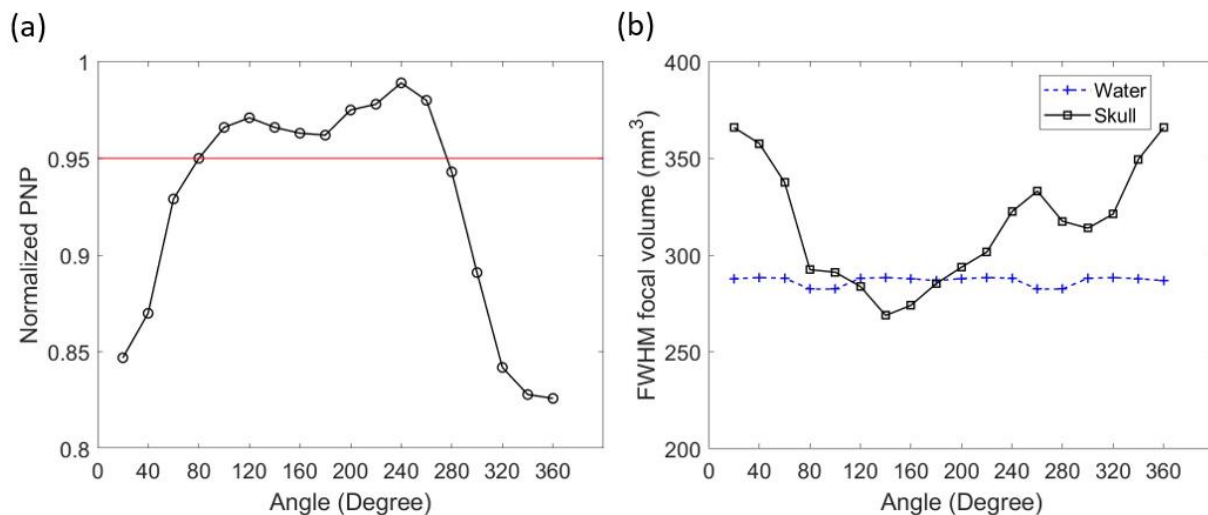 (a)
1
0.95
0.9
0.85
0.8
Normalized PNP
0 40 80 120 160 200 240 280 320 360
Angle (Degree)
(b)
400
350
300
250
200
FWHM focal volume (mm³)
Water
Skull
0 40 80 120 160 200 240 280 320 360
Angle (Degree)